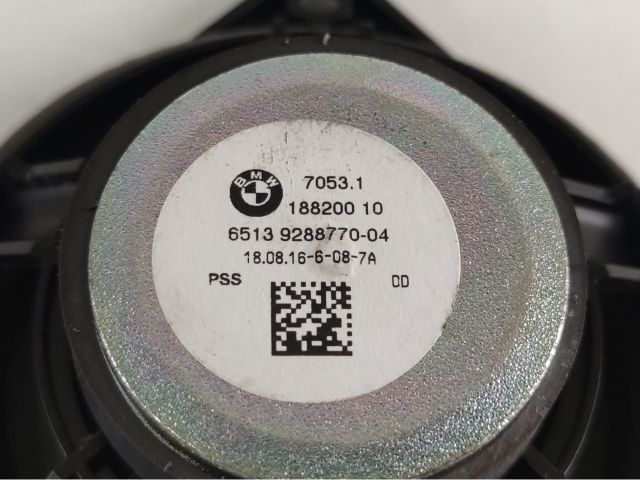 BMW
7053.1
188200 10
6513 9288770-04
18.08.16-6-08-7A
PSS DD